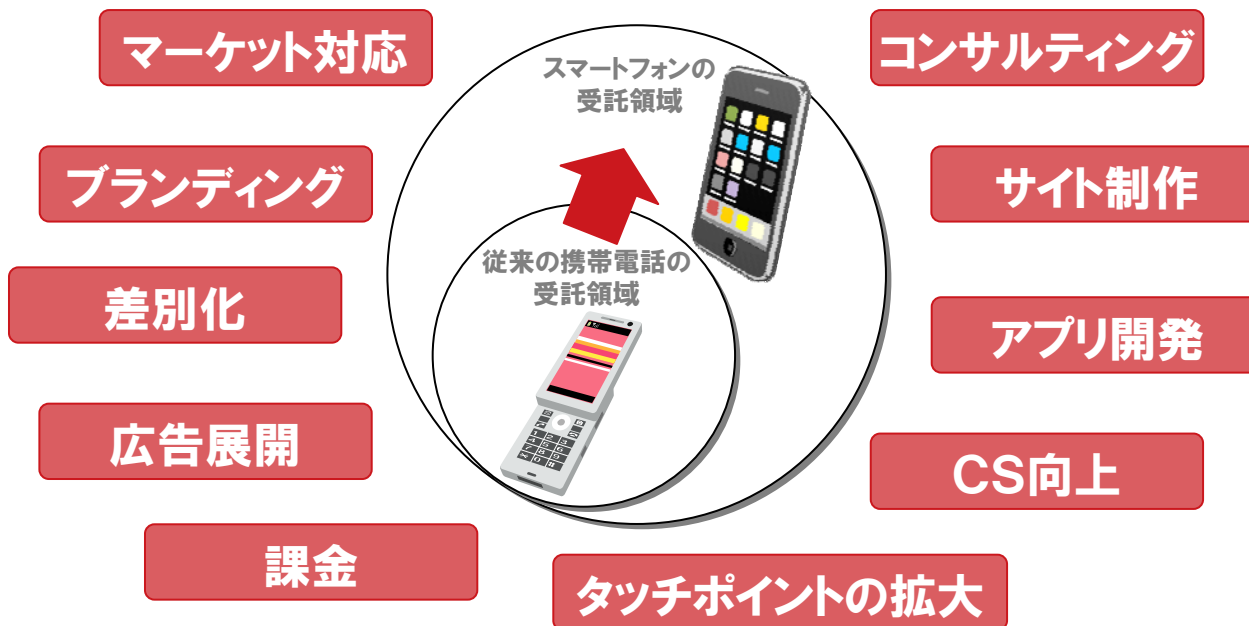 マーケット対応
コンサルティング
スマートフォンの
受託領域
ブランディング
サイト制作
従来の携帯電話の
受託領域
差別化
アプリ開発
広告展開
CS向上
課金
タッチポイントの拡大